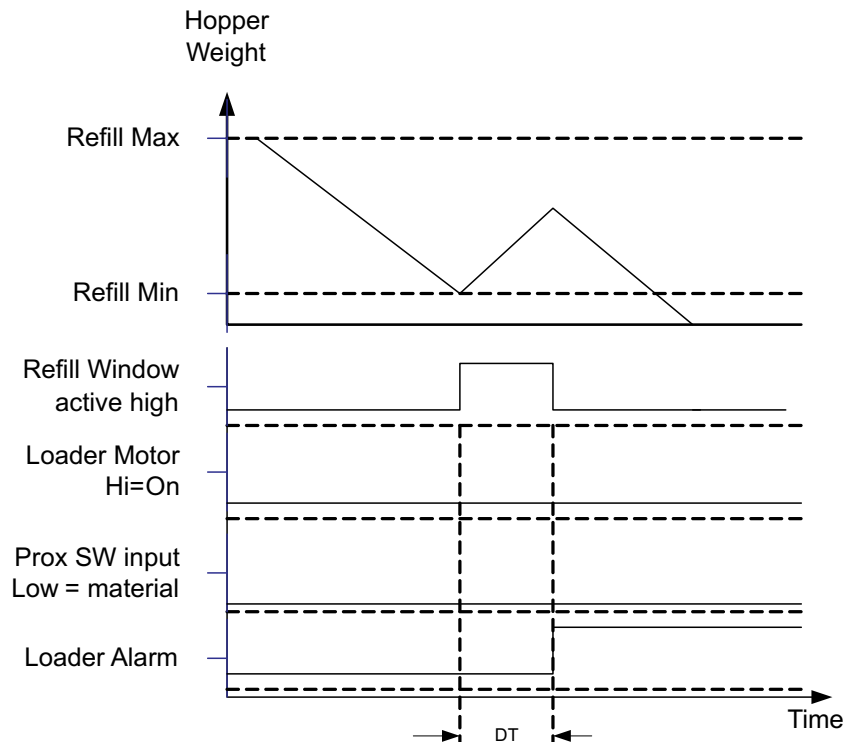 Hopper
Weight
Refill Max
Refill Min
Refill Window
active high
Loader Motor
Hi=On
Prox SW input
Low = material
Loader Alarm
Time
DT